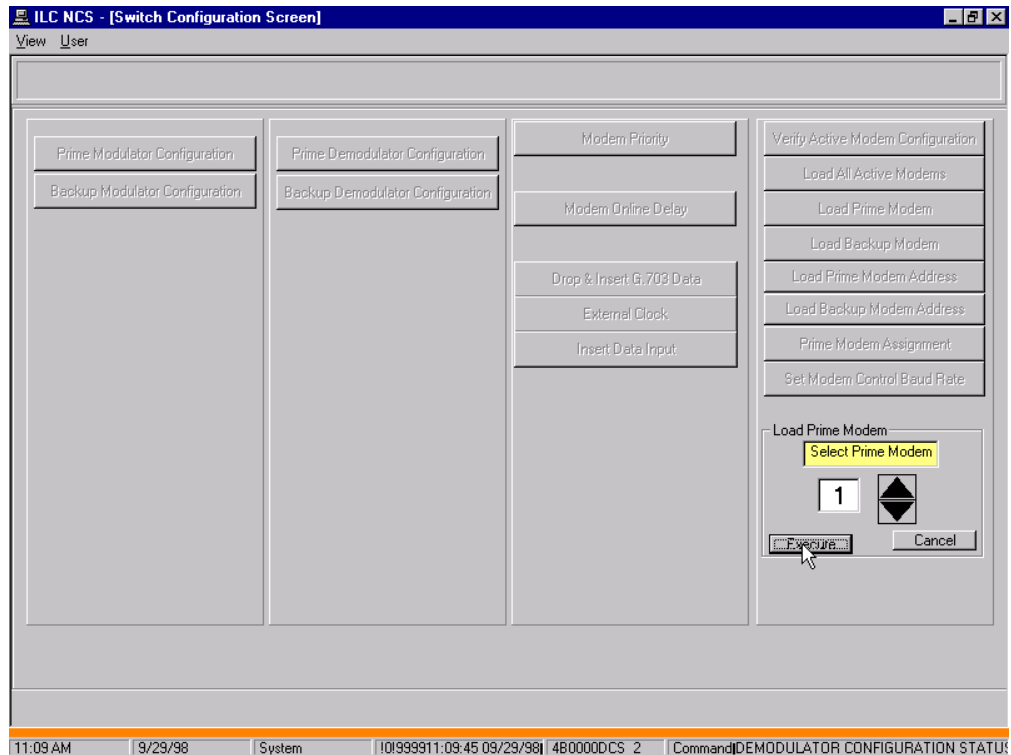 ILC NCS - [Switch Configuration Screen]
View User
Prime Modulator Configuration
Backup Modulator Configuration
Prime Demodulator Configuration
Backup Demodulator Configuration
Modem Priority
Modem Online Delay
Drop & Insert G.703 Data
External Clock
Insert Data Input
Verify Active Modem Configuration
Load All Active Modems
Load Prime Modem
Load Backup Modem
Load Prime Modem Address
Load Backup Modem Address
Prime Modem Assignment
Set Modem Control Baud Rate
Load Prime Modem
Select Prime Modem
1
Execute
Cancel
11:09 AM 9/29/98 System !0!999911:09:45 09/29/98 4B0000DCS 2 Command DEMODULATOR CONFIGURATION STATUS